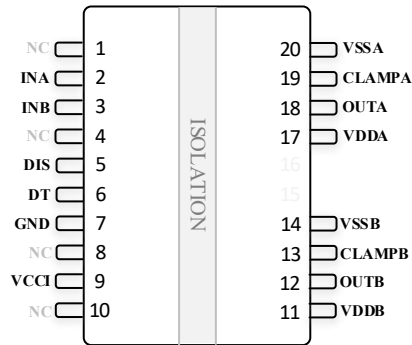 NC 1 20 VSSA
INA 2 19 CLAMPA
INB 3 18 OUTA
NC 4 17 VDDA
DIS 5 16
DT 6 15
GND 7 14 VSSB
NC 8 13 CLAMPB
VCCI 9 12 OUTB
NC 10 11 VDDB
ISOLATION